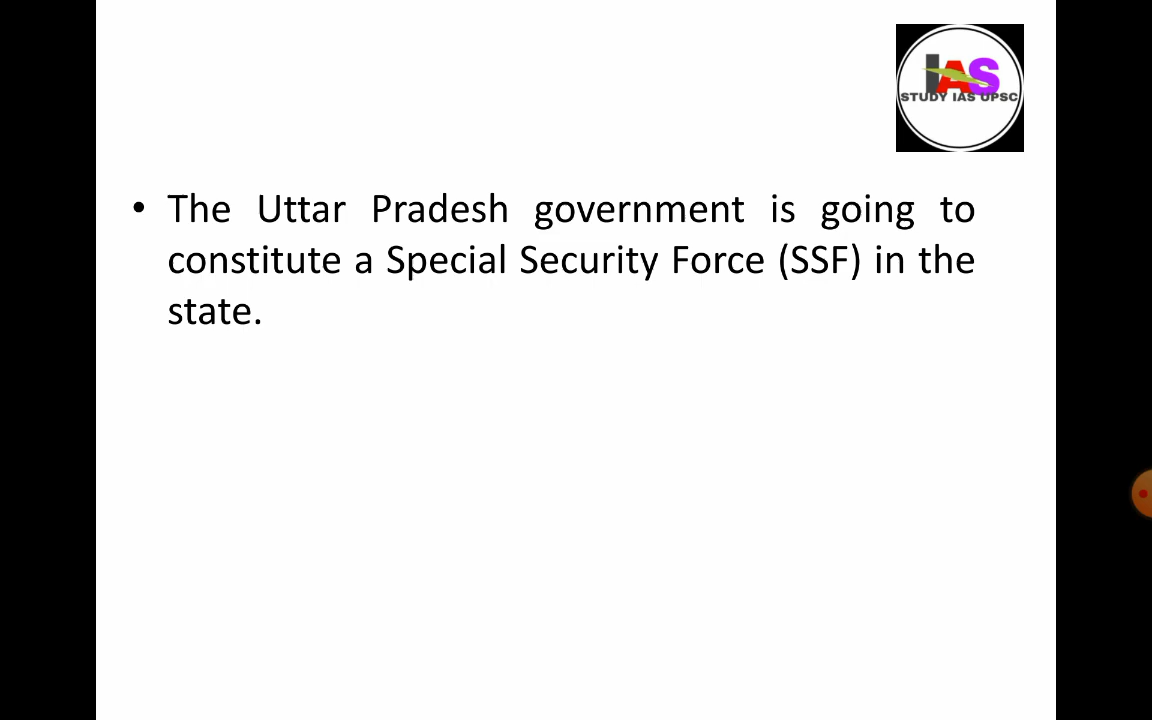 IAS
STUDY IAS UPSC
• The Uttar Pradesh government is going to
constitute a Special Security Force (SSF) in the
state.